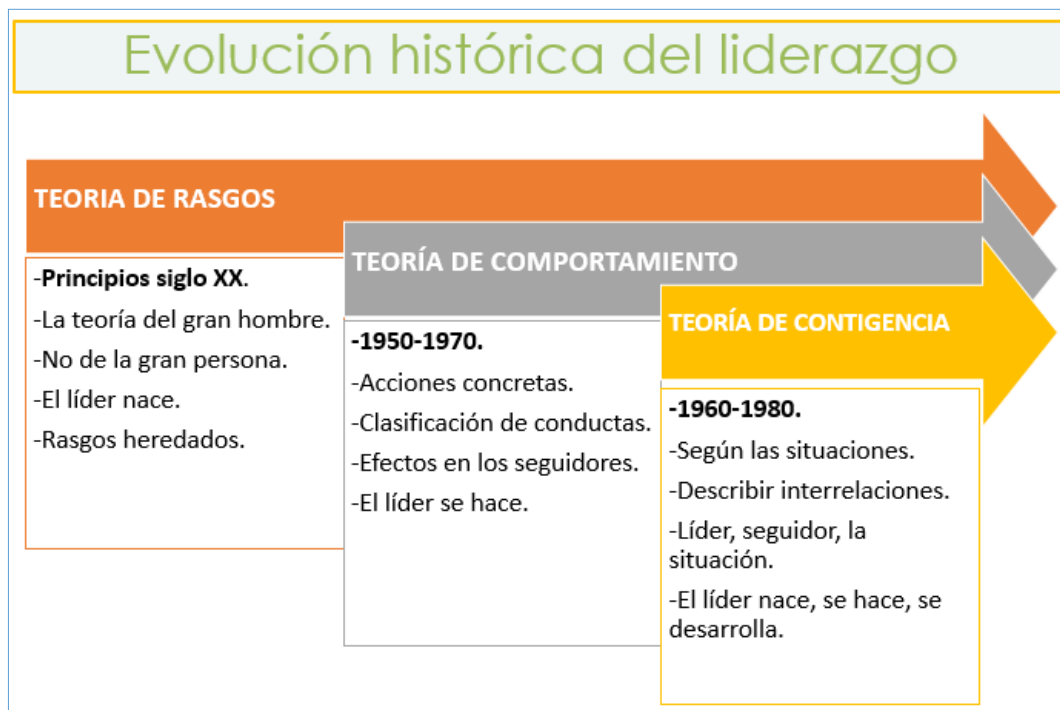 Evolución histórica del liderazgo
TEORIA DE RASGOS
-Principios siglo XX.
-La teoría del gran hombre.
-No de la gran persona.
-El líder nace.
-Rasgos heredados.
TEORÍA DE COMPORTAMIENTO
-1950-1970.
-Acciones concretas.
-Clasificación de conductas.
-Efectos en los seguidores.
-El líder se hace.
TEORÍA DE CONTIGENCIA
-1960-1980.
-Según las situaciones.
-Describir interrelaciones.
-Líder, seguidor, la
situación.
-El líder nace, se hace, se
desarrolla.